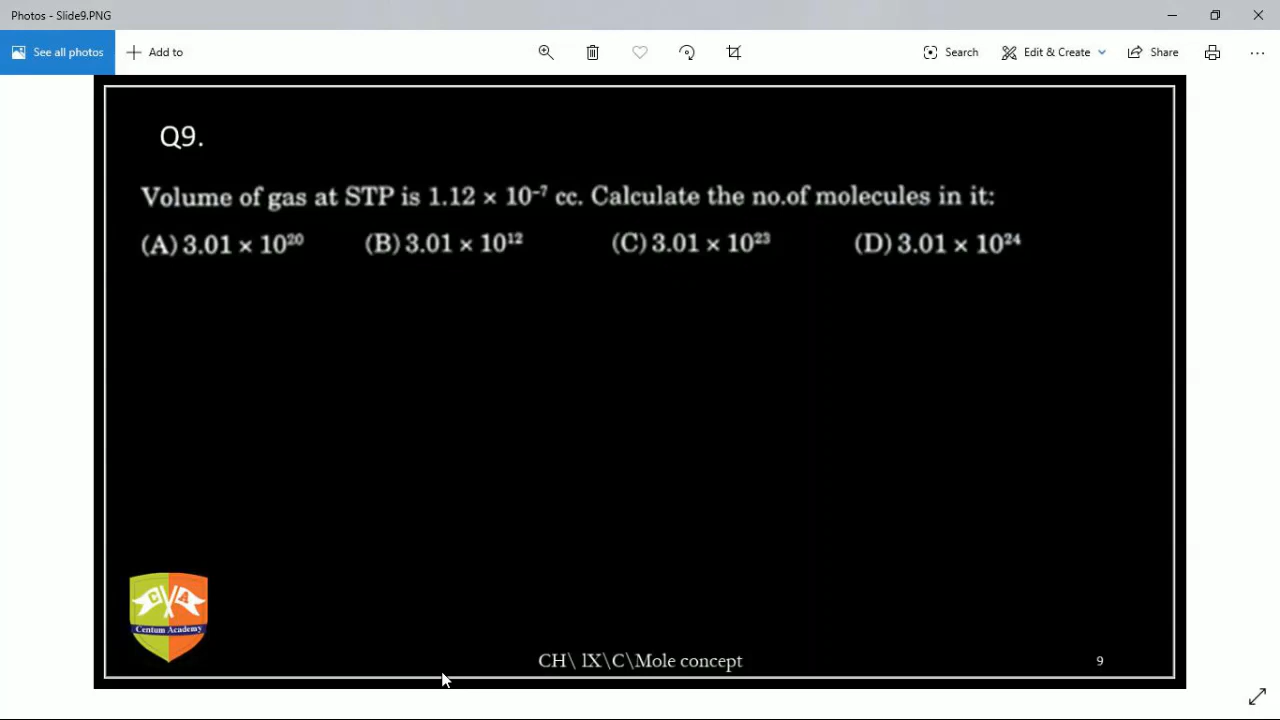 Photos - Slide9.PNG
See all photos
Add to
Search
Edit & Create
Share
Q9.
Volume of gas at STP is 1.12 × 10⁻⁷ cc. Calculate the no.of molecules in it:
(A) 3.01 × 10²⁰ (B) 3.01 × 10¹² (C) 3.01 × 10²³ (D) 3.01 × 10²⁴
C A
Centum Academy
CH\ lX\C\Mole concept
9